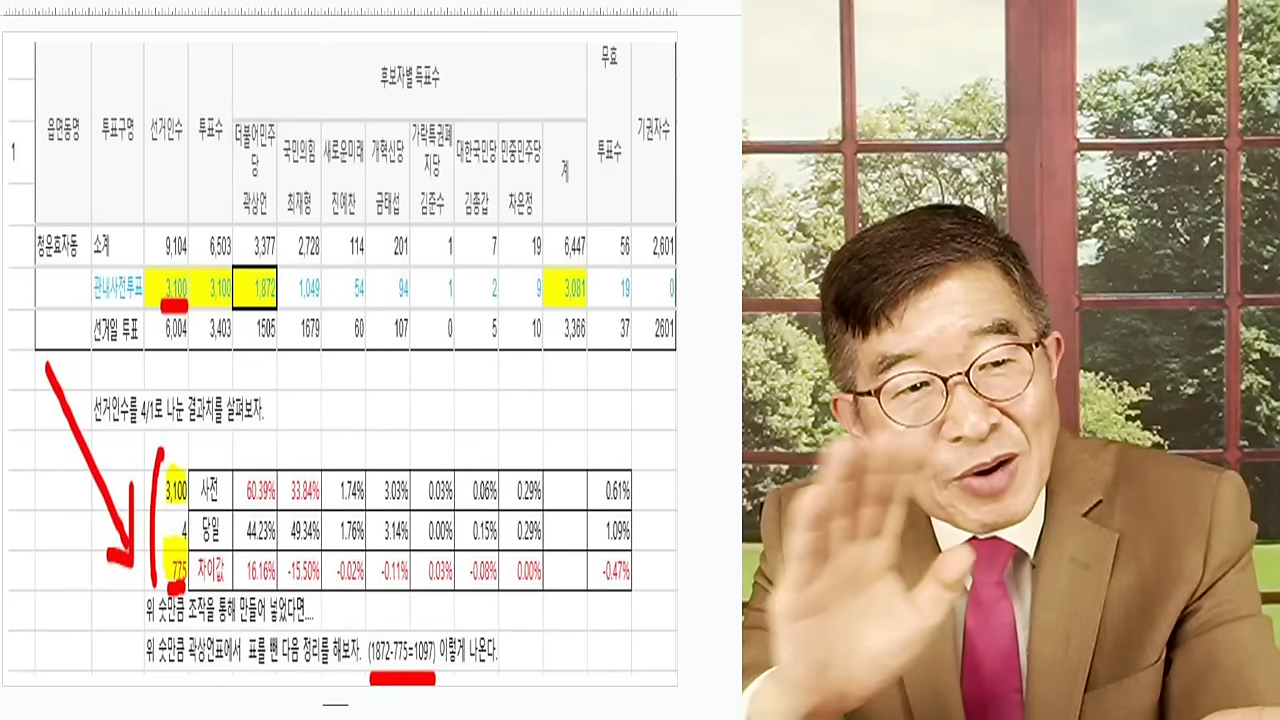 후보자별 득표수
무효
읍면동명 투표구명 선거인수 투표수 기권자수
1
더불어민주당 국민의힘 새로운미래 개혁신당 가락특권폐지당 대한국민당 민중민주당 계 투표수
곽상언 최재형 진예찬 금태섭 김준수 김종갑 차은정
청운효자동 소계 9,104 6,503 3,377 2,728 114 201 1 7 19 6,447 56 2,601
관내사전투표 3,100 3,100 1,872 1,049 54 94 1 2 9 3,081 19 0
선거일 투표 6,004 3,403 1505 1679 60 107 0 5 10 3,366 37 2601
선거인수를 4/1로 나눈 결과치를 살펴보자.
3,100 사전 60.39% 33.84% 1.74% 3.03% 0.03% 0.06% 0.29% 0.61%
4 당일 44.23% 49.34% 1.76% 3.14% 0.00% 0.15% 0.29% 1.09%
775 차이값 16.16% -15.50% -0.02% -0.11% 0.03% -0.08% 0.00% -0.47%
위 숫만큼 조작을 통해 만들어 넣었다면....
위 숫만큼 곽상언표에서 표를 뺀 다음 정리를 해보자. (1872-775=1097) 이렇게 나온다.